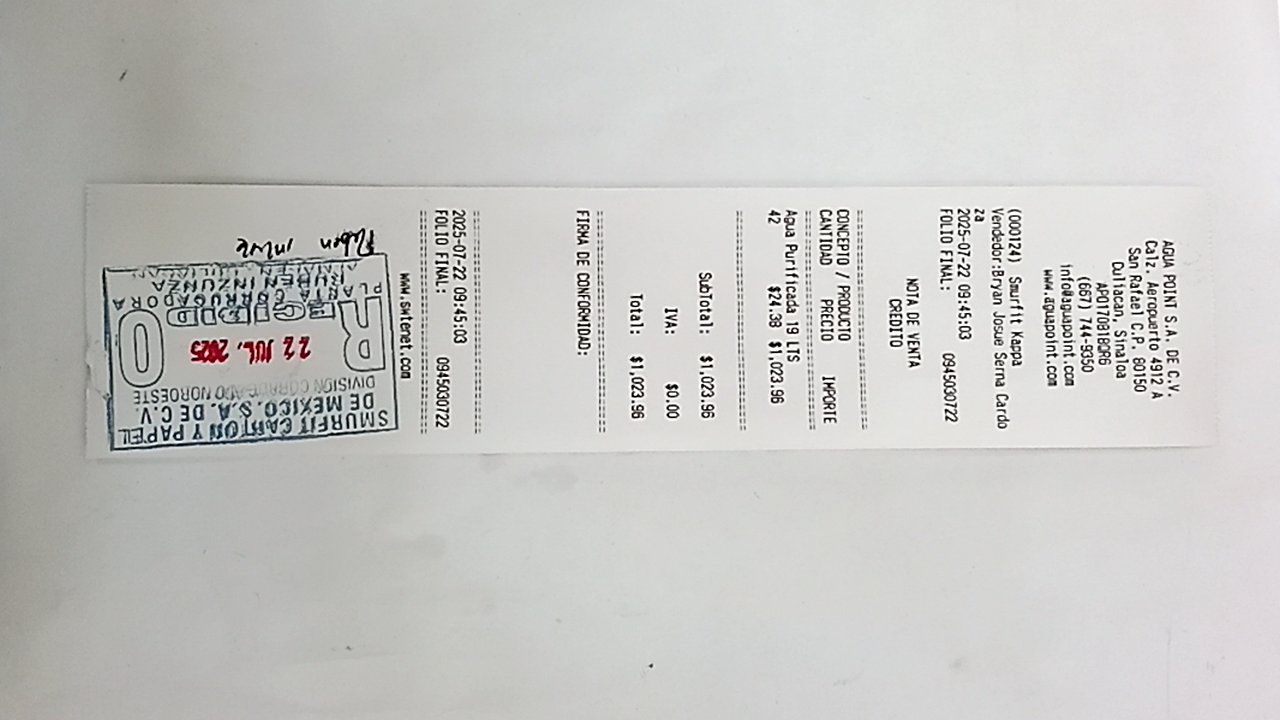 AGUA POINT S.A. DE C.V.
Calz. Aeropuerto 4912 A
San Rafael C.P. 80150
Culiacan, Sinaloa
APO170818QR6
(667) 744-9350
info@aguapoint.com
www.aguapoint.com
(000124) Smurfit Kappa
Vendedor:Bryan Josue Serna Cardo
za
2025-07-22 09:45:03 0945030722
FOLIO FINAL:
NOTA DE VENTA
CREDITO
==============================
CONCEPTO / PRODUCTO
CANTIDAD PRECIO IMPORTE
==============================
Agua Purificada 19 LTS
42 $24.38 $1,023.96
==============================
SubTotal: $1,023.96
IVA: $0.00
Total: $1,023.96
==============================
FIRMA DE CONFORMIDAD:
==============================
2025-07-22 09:45:03
FOLIO FINAL: 0945030722
==============================
www.swfenet.com
SMURFIT CARTON Y PAPEL
DE MEXICO, S.A. DE C.V.
DIVISION CORRUGADO NOROESTE
RECIBIDO
22 JUL. 2025
PLANTA CORRUGADORA
RUBEN INZUNZA